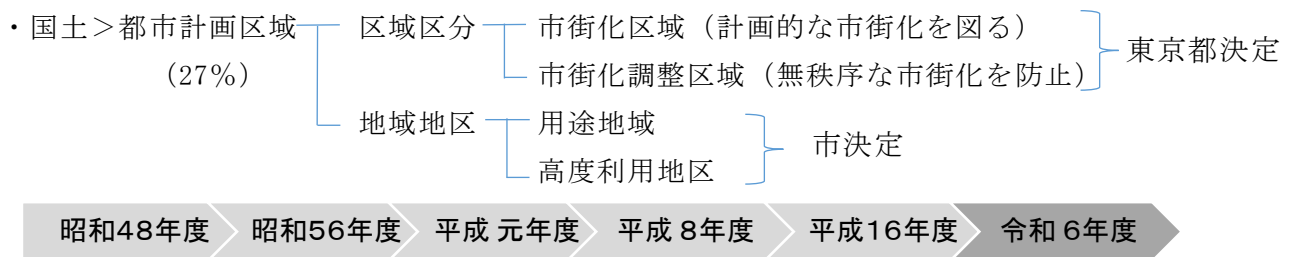 ・国土＞都市計画区域 区域区分 市街化区域（計画的な市街化を図る）
東京都決定
（27％） 市街化調整区域（無秩序な市街化を防止）
地域地区 用途地域
市決定
高度利用地区
昭和48年度 昭和56年度 平成 元年度 平成 8年度 平成16年度 令和 6年度